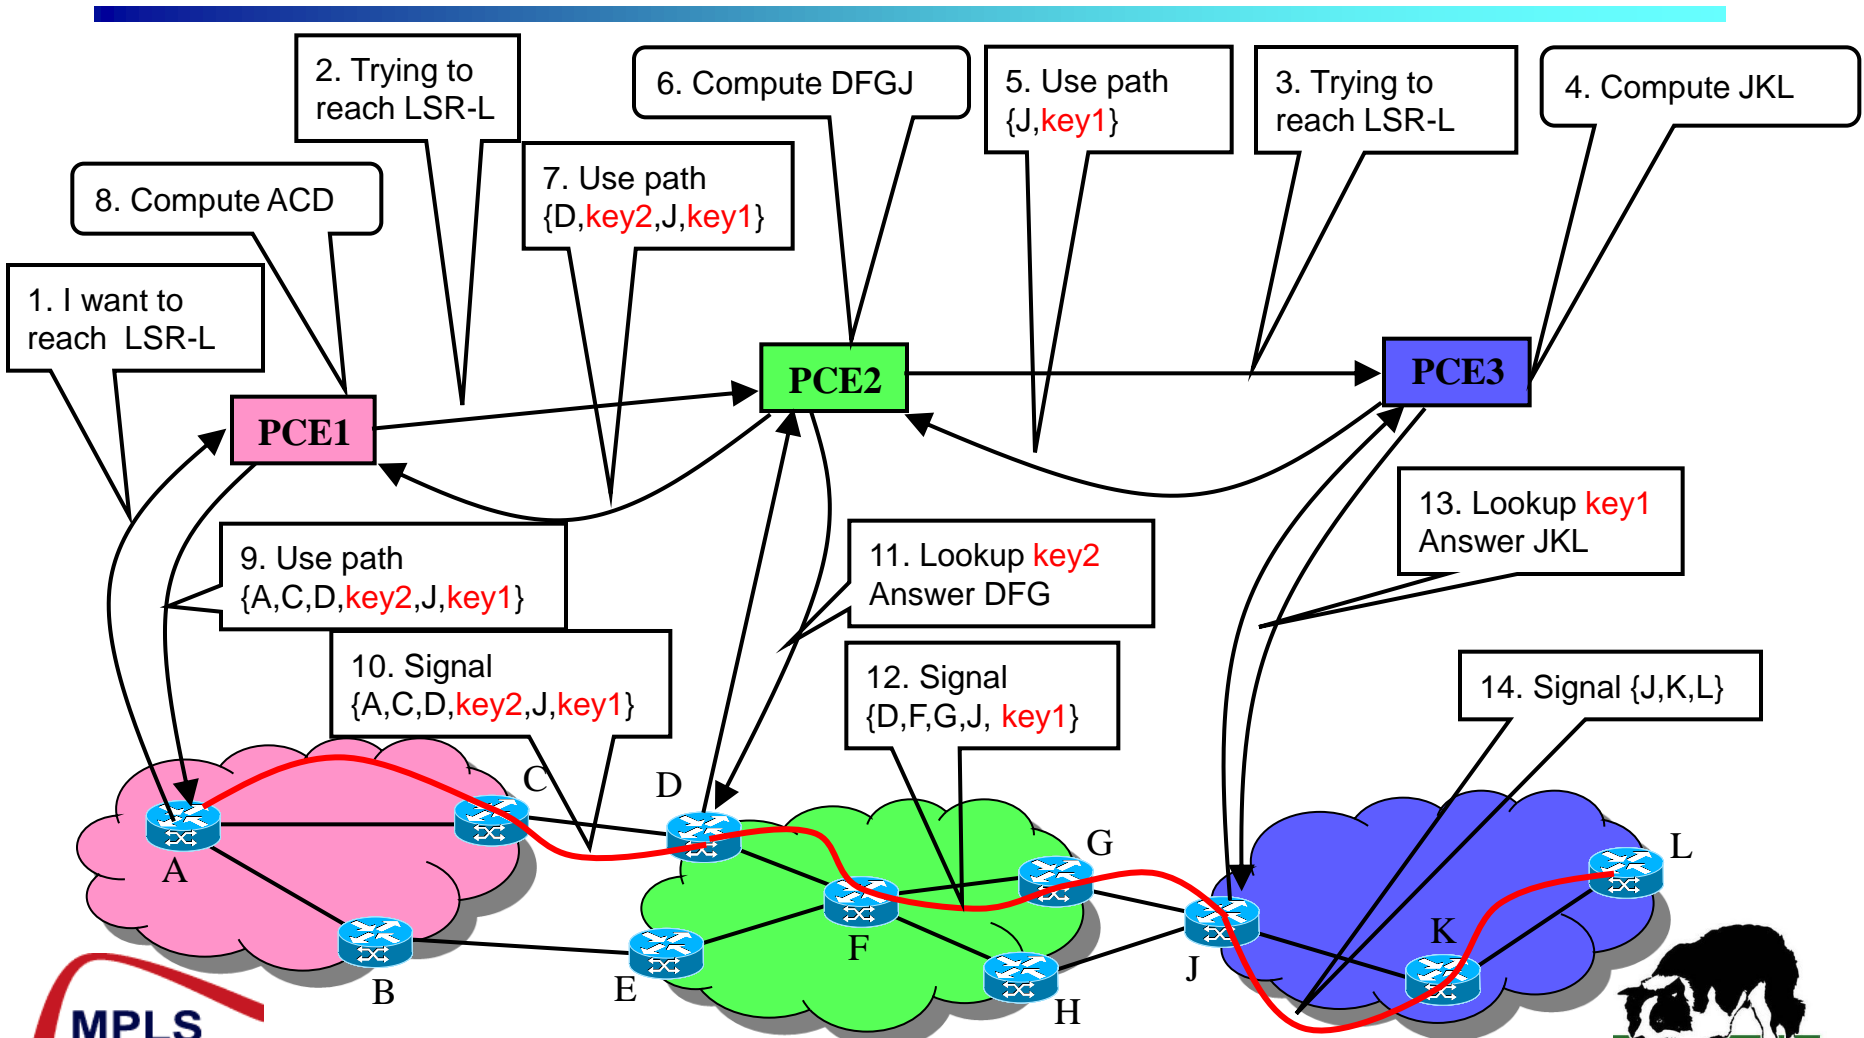 2. Trying to
reach LSR-L
6. Compute DFGJ
5. Use path
{J,key1}
3. Trying to
reach LSR-L
4. Compute JKL
7. Use path
{D,key2,J,key1}
8. Compute ACD
1. I want to
reach LSR-L
PCE1
PCE2
PCE3
9. Use path
{A,C,D,key2,J,key1}
11. Lookup key2
Answer DFG
13. Lookup key1
Answer JKL
10. Signal
{A,C,D,key2,J,key1}
12. Signal
{D,F,G,J, key1}
14. Signal {J,K,L}
A
B
C
D
E
F
G
H
J
K
L
MPLS